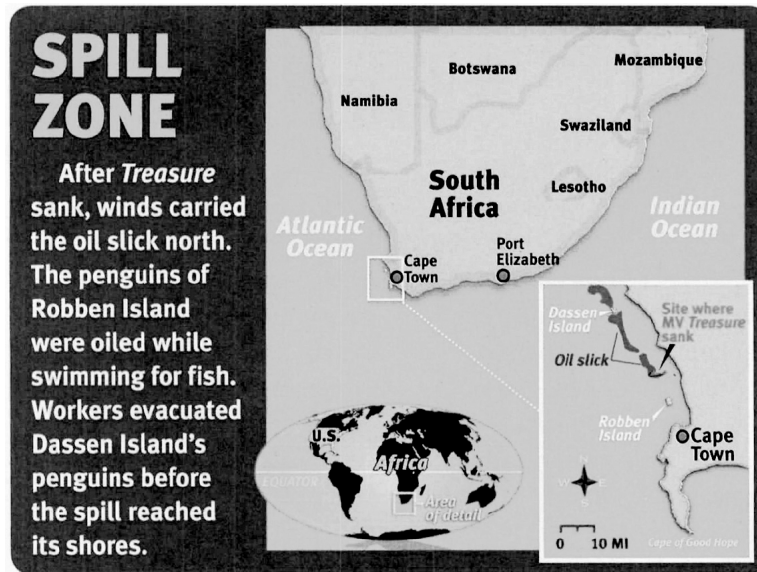 SPILL
ZONE
After Treasure
sank, winds carried
the oil slick north.
The penguins of
Robben Island
were oiled while
swimming for fish.
Workers evacuated
Dassen Island's
penguins before
the spill reached
its shores.
Namibia
Botswana
Mozambique
Swaziland
Lesotho
South
Africa
Atlantic
Ocean
Indian
Ocean
Cape
Town
Port
Elizabeth
Dassen
Island
Site where
MV Treasure
sank
Oil slick
Robben
Island
Cape
Town
N
W E
S
0 10 MI
Cape of Good Hope
U.S.
Africa
EQUATOR
Area
of detail